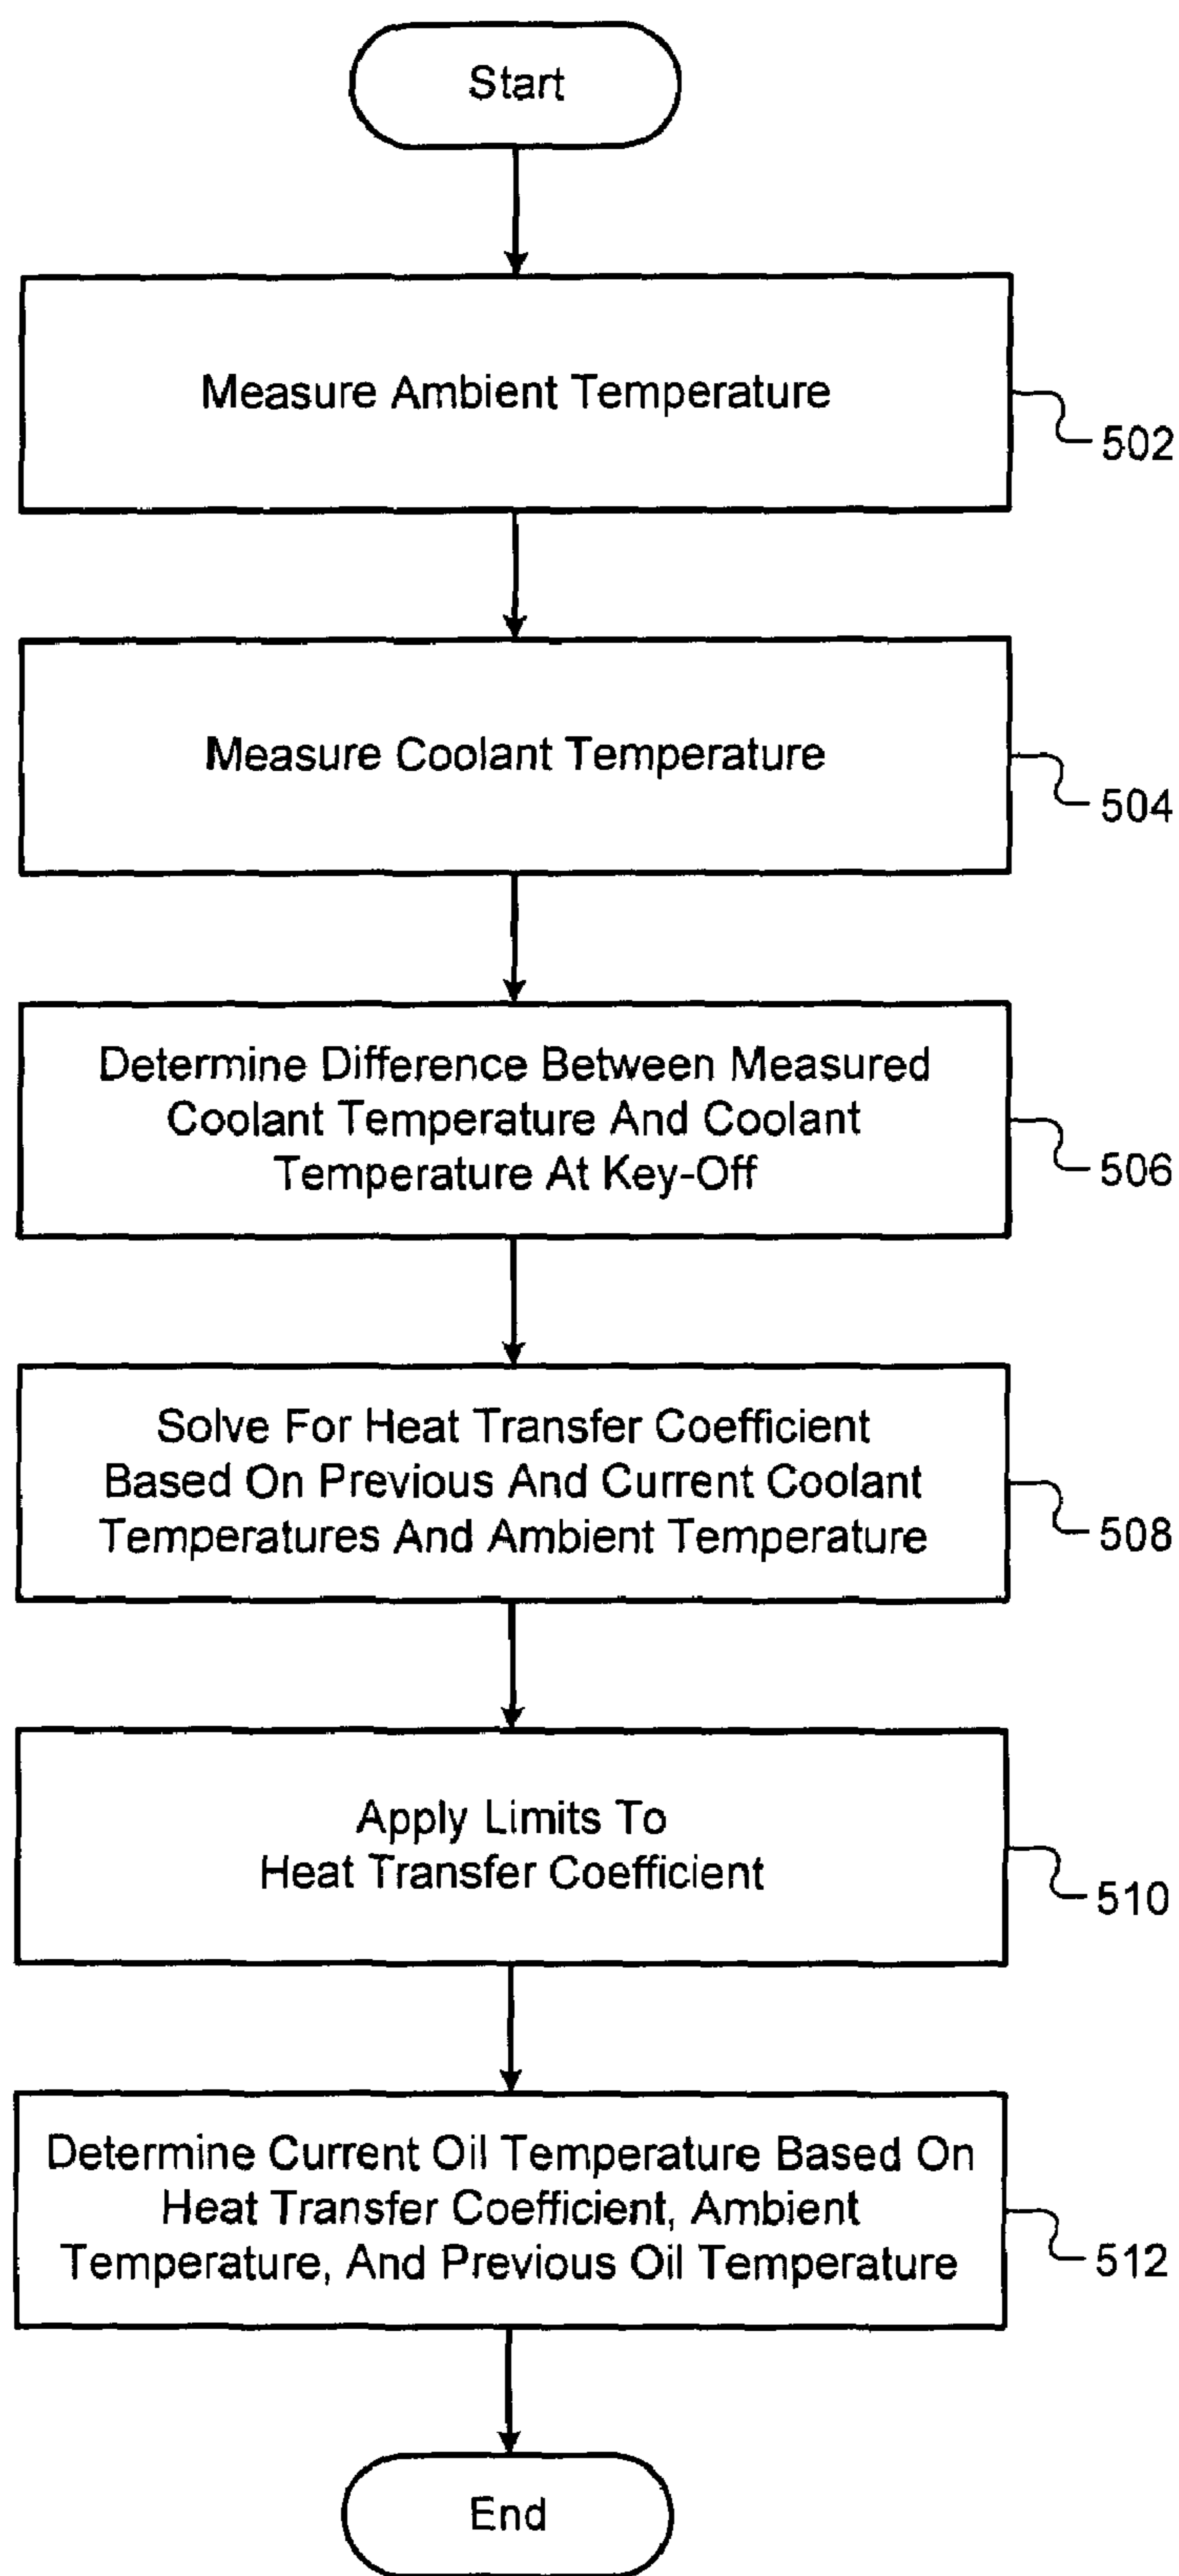 Start
Measure Ambient Temperature
502
Measure Coolant Temperature
504
Determine Difference Between Measured
Coolant Temperature And Coolant
Temperature At Key-Off
506
Solve For Heat Transfer Coefficient
Based On Previous And Current Coolant
Temperatures And Ambient Temperature
508
Apply Limits To
Heat Transfer Coefficient
510
Determine Current Oil Temperature Based On
Heat Transfer Coefficient, Ambient
Temperature, And Previous Oil Temperature
512
End